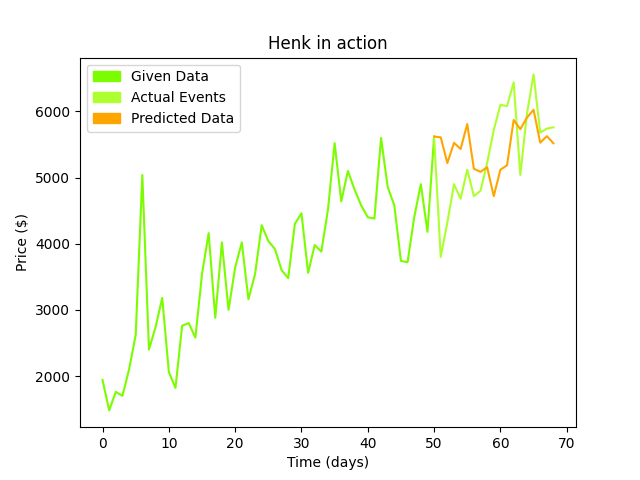 Henk in action
Given Data
Actual Events
Predicted Data
Price ($)
6000
5000
4000
3000
2000
0 10 20 30 40 50 60 70
Time (days)